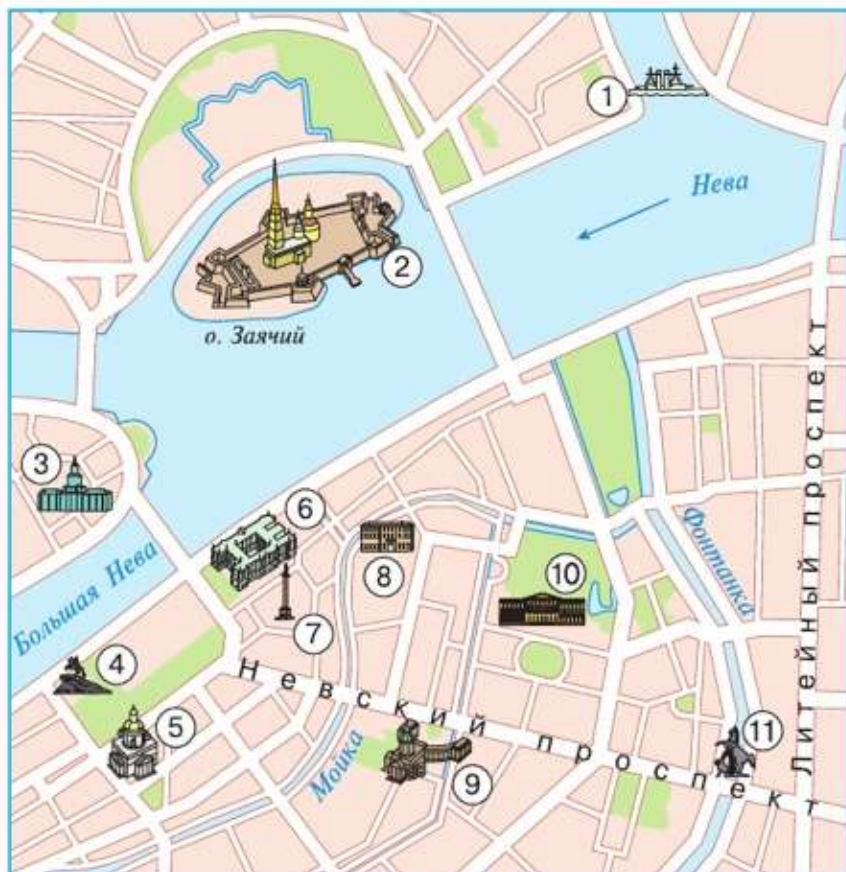 1
Нева
2
о. Заячий
3
6
8
Фонтанка
10
Большая Нева
7
4
5
Невский проспект
11
Мойка
9
Литейный проспект